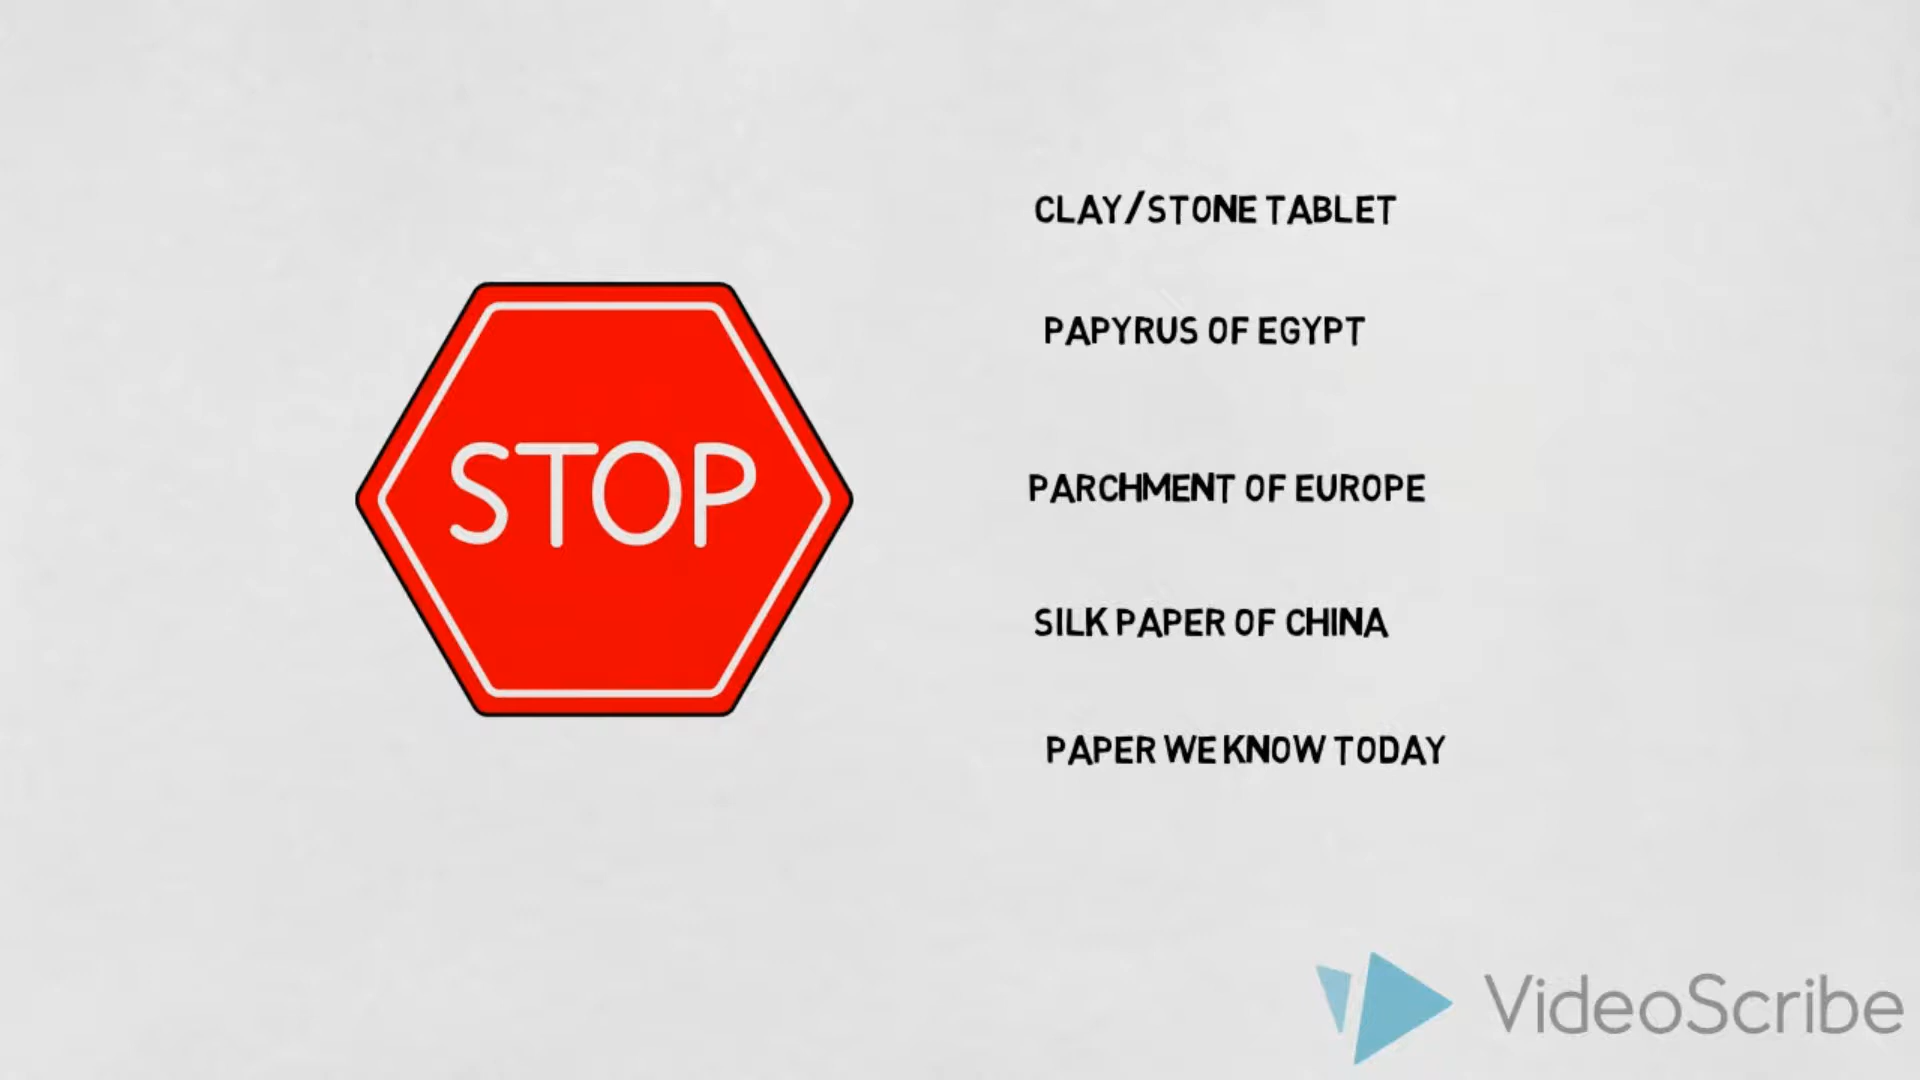 STOP
CLAY/STONE TABLET
PAPYRUS OF EGYPT
PARCHMENT OF EUROPE
SILK PAPER OF CHINA
PAPER WE KNOW TODAY
VideoScribe